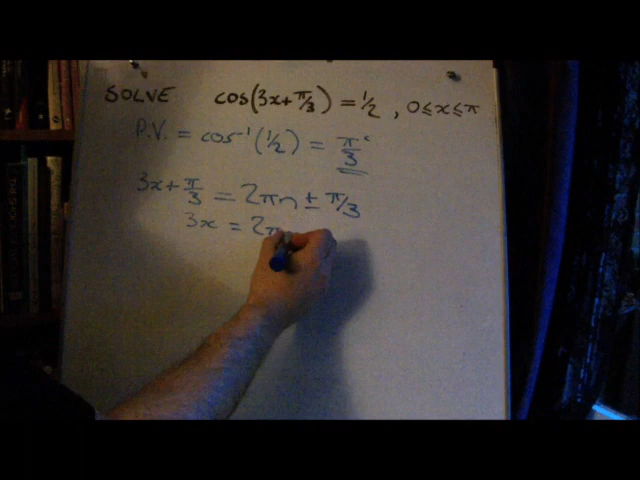 SOLVE cos(3x+π/3) = 1/2 , 0≤x≤π
P.V. = cos⁻¹(1/2) = π/3 ᶜ
3x + π/3 = 2πn ± π/3
3x = 2π